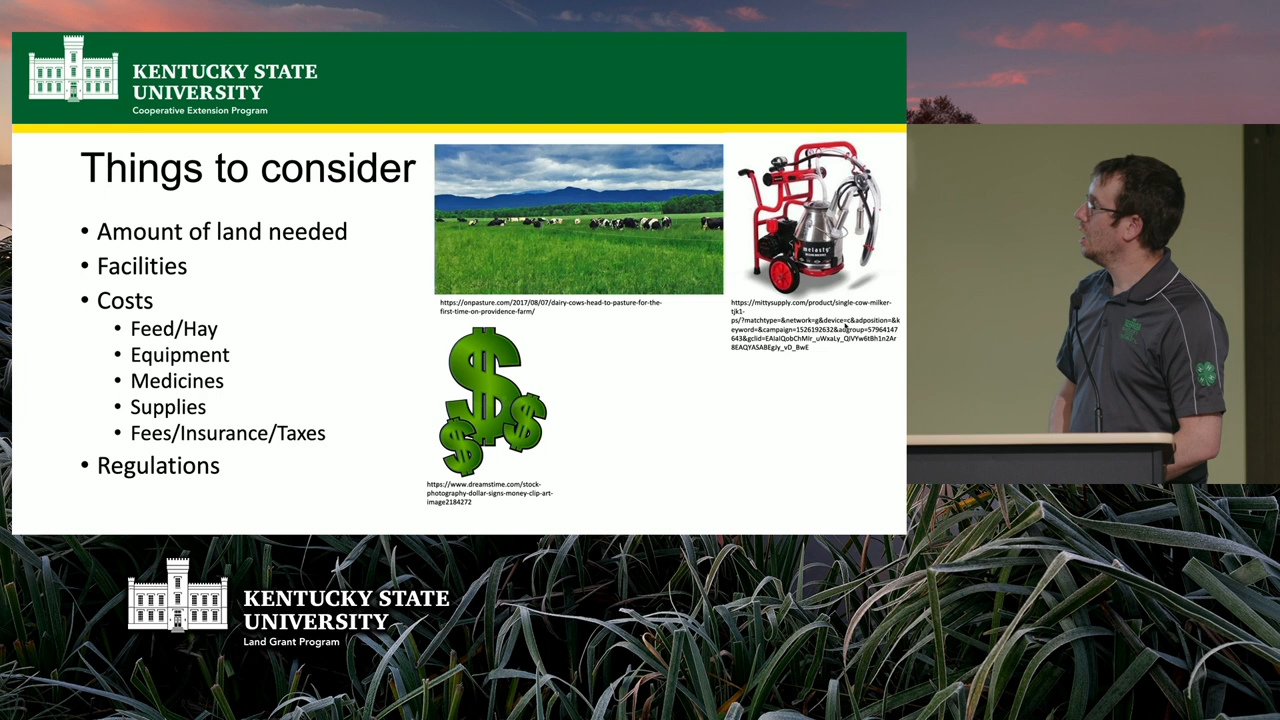 KENTUCKY STATE
UNIVERSITY
Cooperative Extension Program
Things to consider
• Amount of land needed
• Facilities
• Costs
• Feed/Hay
• Equipment
• Medicines
• Supplies
• Fees/Insurance/Taxes
• Regulations
https://onpasture.com/2017/08/07/dairy-cows-head-to-pasture-for-the-
first-time-on-providence-farm/
melasty
https://mittysupply.com/product/single-cow-milker-
tjk1-
ps/?matchtype=&network=g&device=c&adposition=&k
eyword=&campaign=1526192632&adgroup=57964147
https://www.dreamstime.com/stock-
photography-dollar-signs-money-clip-art-
image2184272
KENTUCKY STATE
UNIVERSITY
Land Grant Program